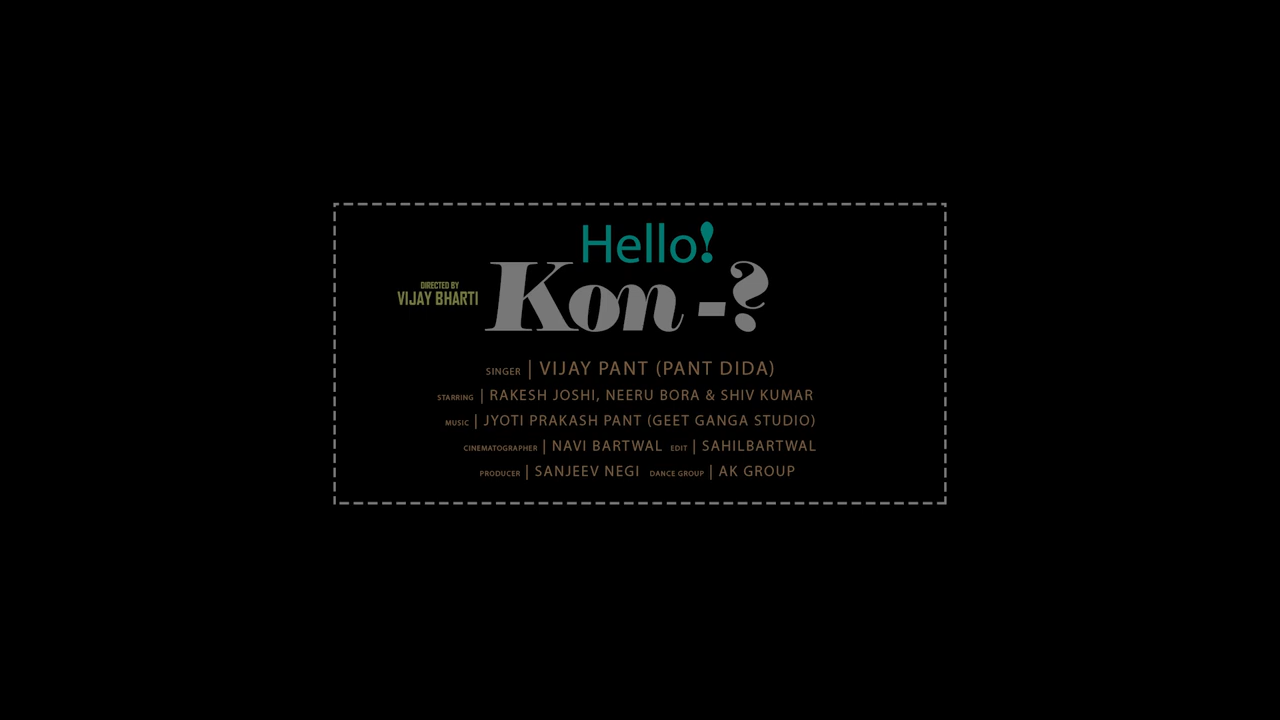 Hello!
Kon -?
DIRECTED BY
VIJAY BHARTI
SINGER | VIJAY PANT (PANT DIDA)
STARRING | RAKESH JOSHI, NEERU BORA & SHIV KUMAR
MUSIC | JYOTI PRAKASH PANT (GEET GANGA STUDIO)
CINEMATOGRAPHER | NAVI BARTWAL EDIT | SAHILBARTWAL
PRODUCER | SANJEEV NEGI DANCE GROUP | AK GROUP